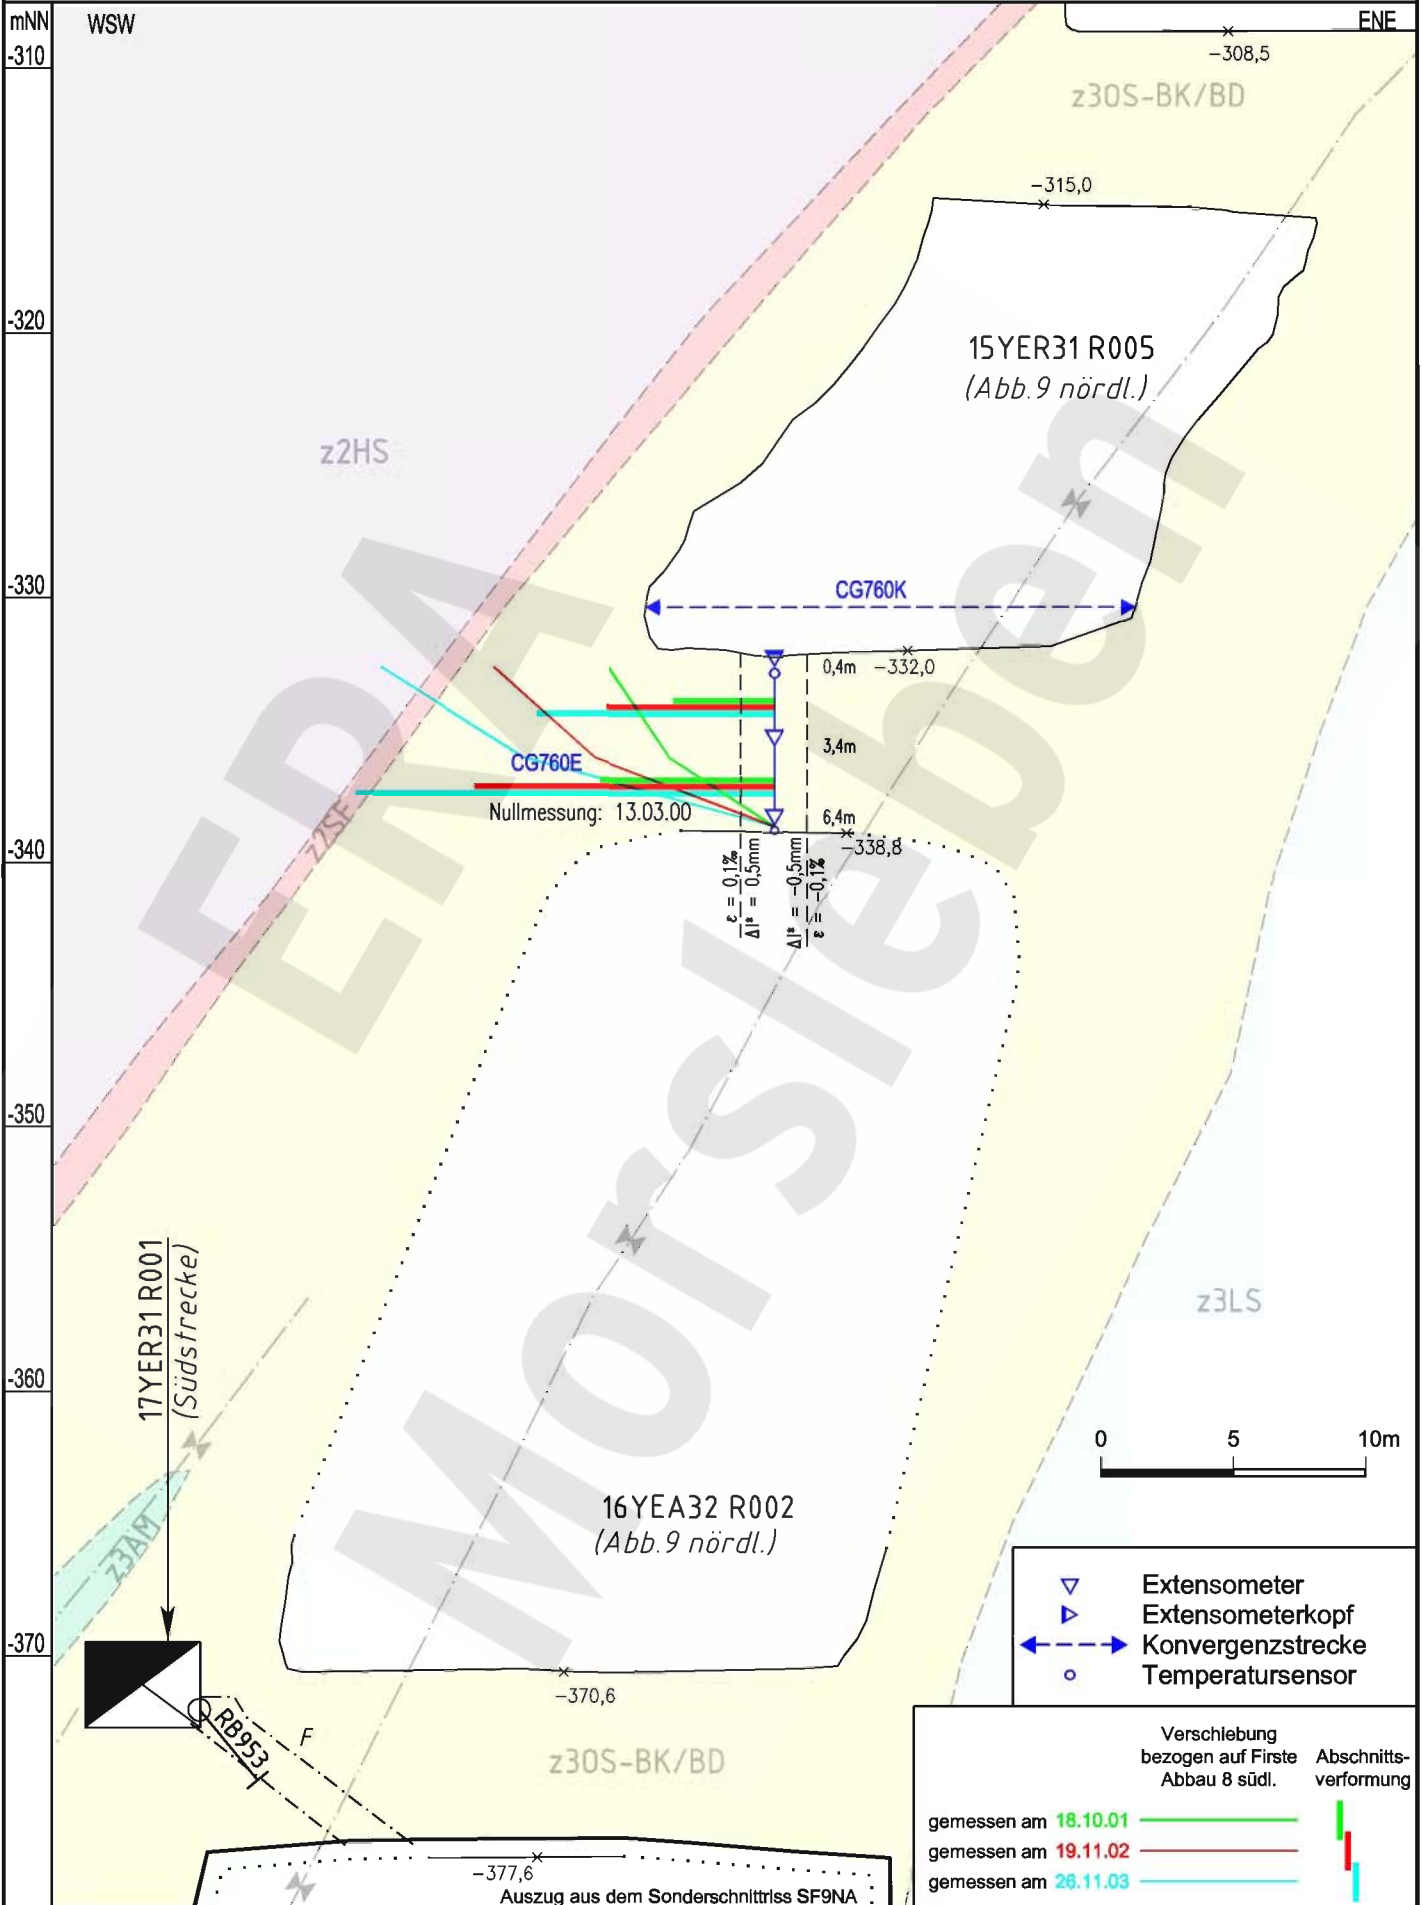 mNN
WSW
ENE
-310
−308,5
z3OS-BK/BD
−315,0
-320
15YER31 R005
(Abb.9 nördl.)
z2HS
-330
CG760K
0,4m
−332,0
3,4m
CG760E
Nullmessung: 13.03.00
6,4m
z2SF
-340
−338,8
ε = 0,1‰
Δl* = 0,5mm
Δl* = −0,5mm
ε = −0,1‰
-350
17YER31 R001
(Südstrecke)
z3LS
-360
0 5 10m
16YEA32 R002
(Abb.9 nördl.)
z3AM
Extensometer
Extensometerkopf
Konvergenzstrecke
Temperatursensor
-370
−370,6
RB953
F
z3OS-BK/BD
Verschiebung
bezogen auf Firste
Abbau 8 südl.
Abschnitts-
verformung
gemessen am 18.10.01
gemessen am 19.11.02
gemessen am 26.11.03
−377,6
Auszug aus dem Sonderschnittriss SF9NA
ERA
Morsleben